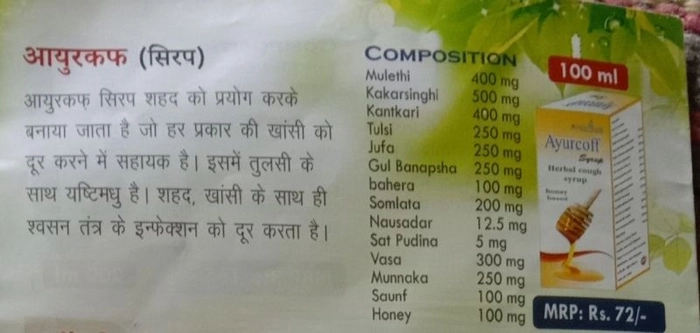 आयुरकफ (सिरप)
आयुरकफ् सिरप शहद को प्रयोग करके
बनाया जाता है जो हर प्रकार की खांसी को
दूर करने में सहायक है। इसमें तुलसी के
साथ यष्टिमधु है। शहद, खांसी के साथ ही
श्वसन तंत्र के इन्फेक्शन को दूर करता है।
COMPOSITION
Mulethi 400 mg
Kakarsinghi 500 mg
Kantkari 400 mg
Tulsi 250 mg
Jufa 250 mg
Gul Banapsha 250 mg
bahera 100 mg
Somlata 200 mg
Nausadar 12.5 mg
Sat Pudina 5 mg
Vasa 300 mg
Munnaka 250 mg
Saunf 100 mg
Honey 100 mg
100 ml
Ayurcoff
Syrup
Herbal cough
syrup
honey
based
MRP: Rs. 72/-